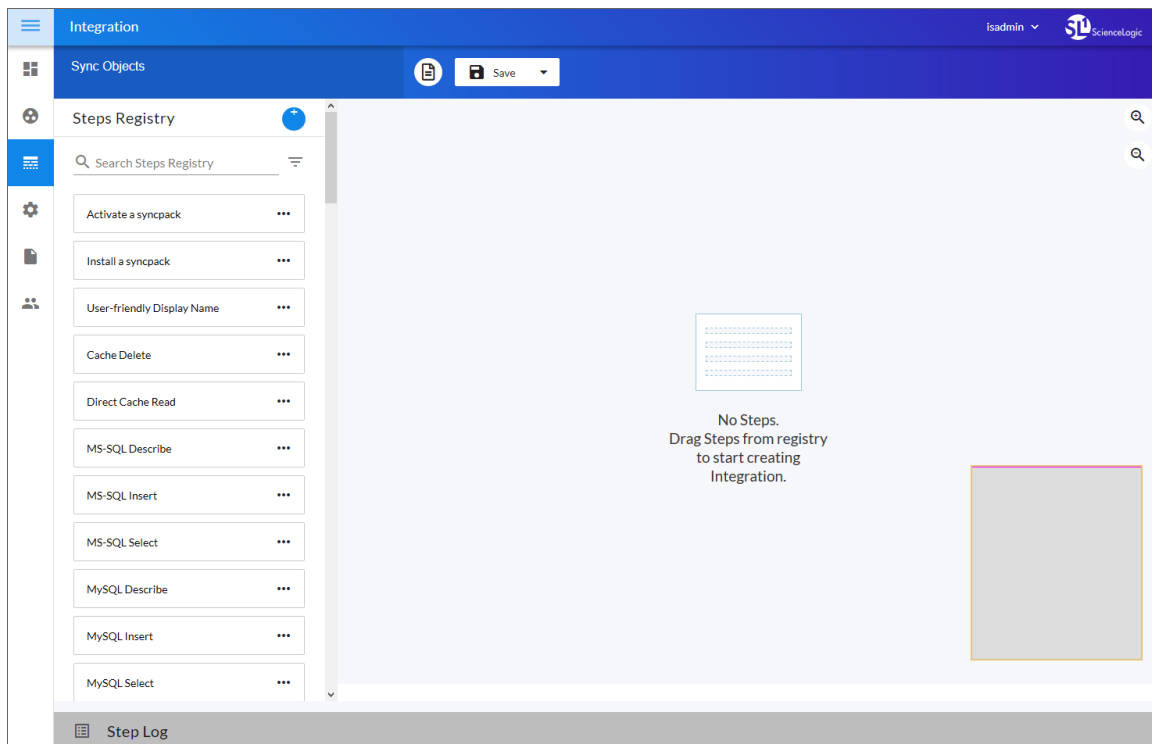 Integration
isadmin
SL1 ScienceLogic
Sync Objects
Save
Steps Registry
Search Steps Registry
Activate a syncpack
Install a syncpack
User-friendly Display Name
Cache Delete
Direct Cache Read
MS-SQL Describe
MS-SQL Insert
MS-SQL Select
MySQL Describe
MySQL Insert
MySQL Select
No Steps.
Drag Steps from registry
to start creating
Integration.
Step Log